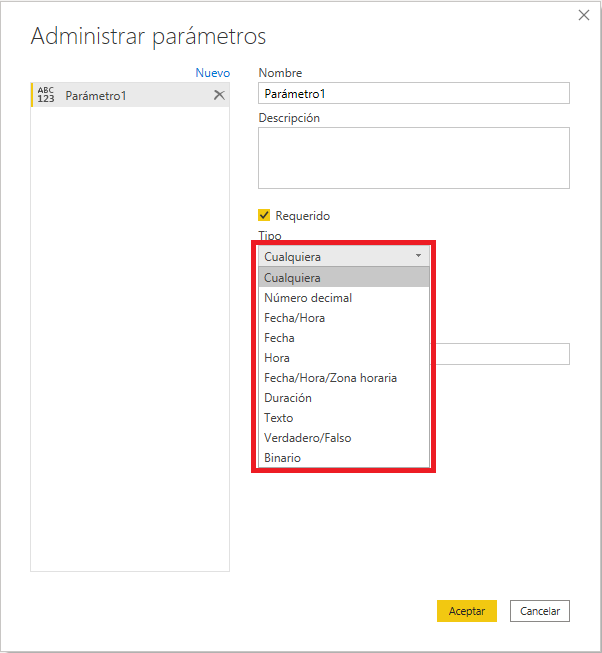 Administrar parámetros
Nuevo
ABC
123
Parámetro1
Nombre
Parámetro1
Descripción
Requerido
Tipo
Cualquiera
Cualquiera
Número decimal
Fecha/Hora
Fecha
Hora
Fecha/Hora/Zona horaria
Duración
Texto
Verdadero/Falso
Binario
Aceptar
Cancelar